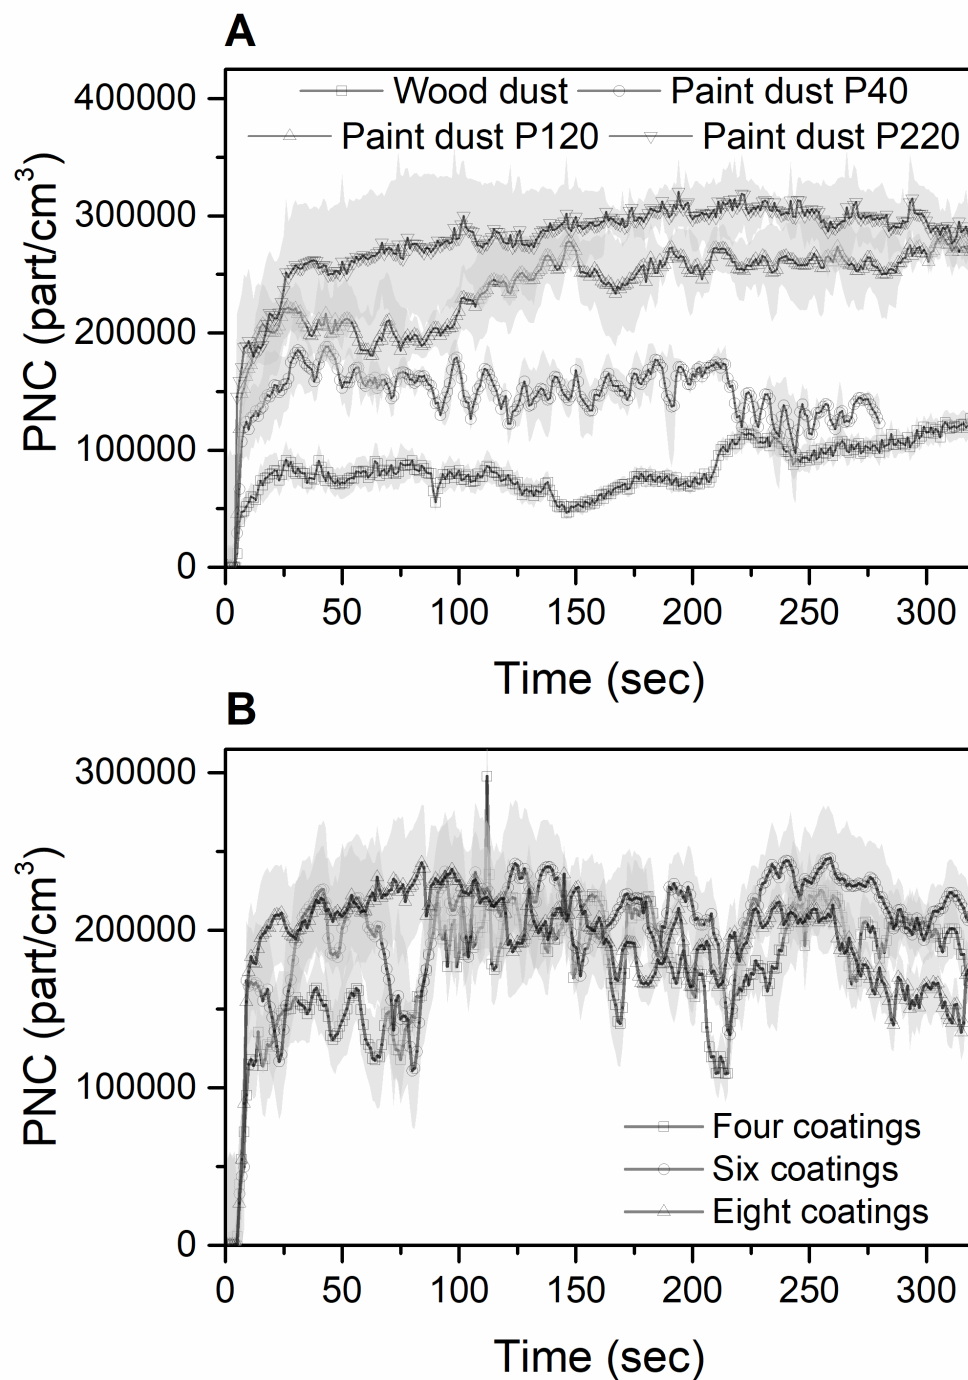 A
400000
300000
200000
100000
0
PNC (part/cm³)
Wood dust Paint dust P40
Paint dust P120 Paint dust P220
0 50 100 150 200 250 300
Time (sec)
B
300000
200000
100000
0
PNC (part/cm³)
Four coatings
Six coatings
Eight coatings
0 50 100 150 200 250 300
Time (sec)